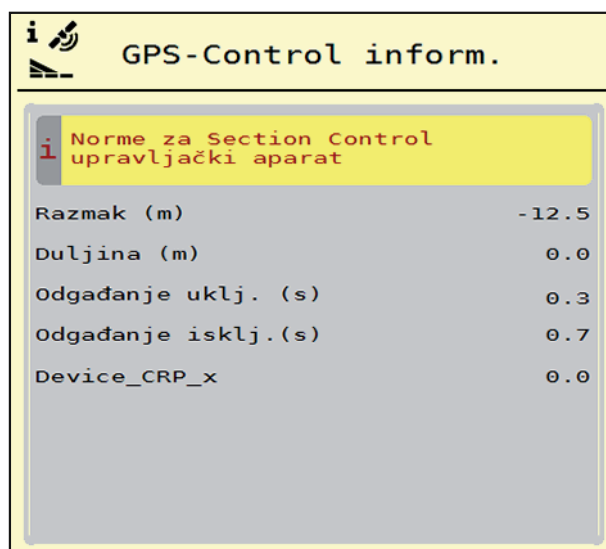 i
GPS-Control inform.
i
Norme za Section Control
upravljački aparat
Razmak (m) -12.5
Duljina (m) 0.0
Odgađanje uklj. (s) 0.3
Odgađanje isklj.(s) 0.7
Device_CRP_x 0.0